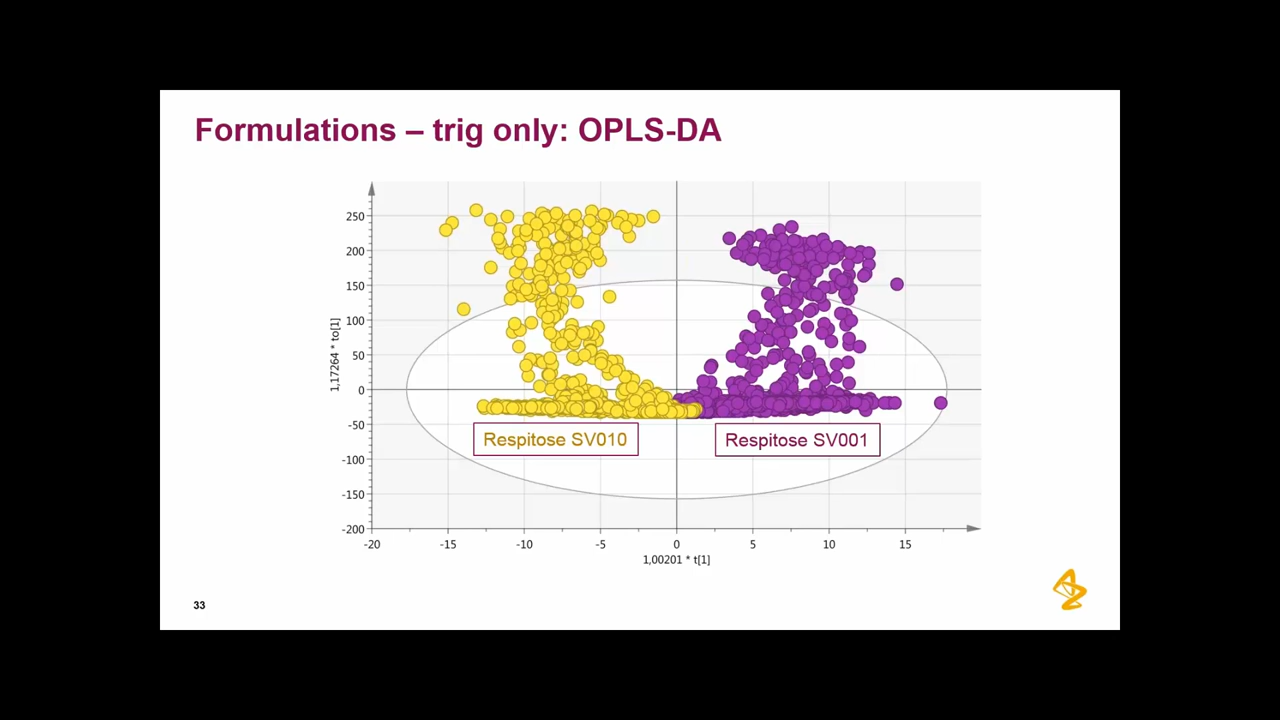 Formulations – trig only: OPLS-DA
250
200
150
100
50
0
-50
-100
-150
-200
1,17264 * to[1]
Respitose SV010
Respitose SV001
-20 -15 -10 -5 0 5 10 15
1,00201 * t[1]
33